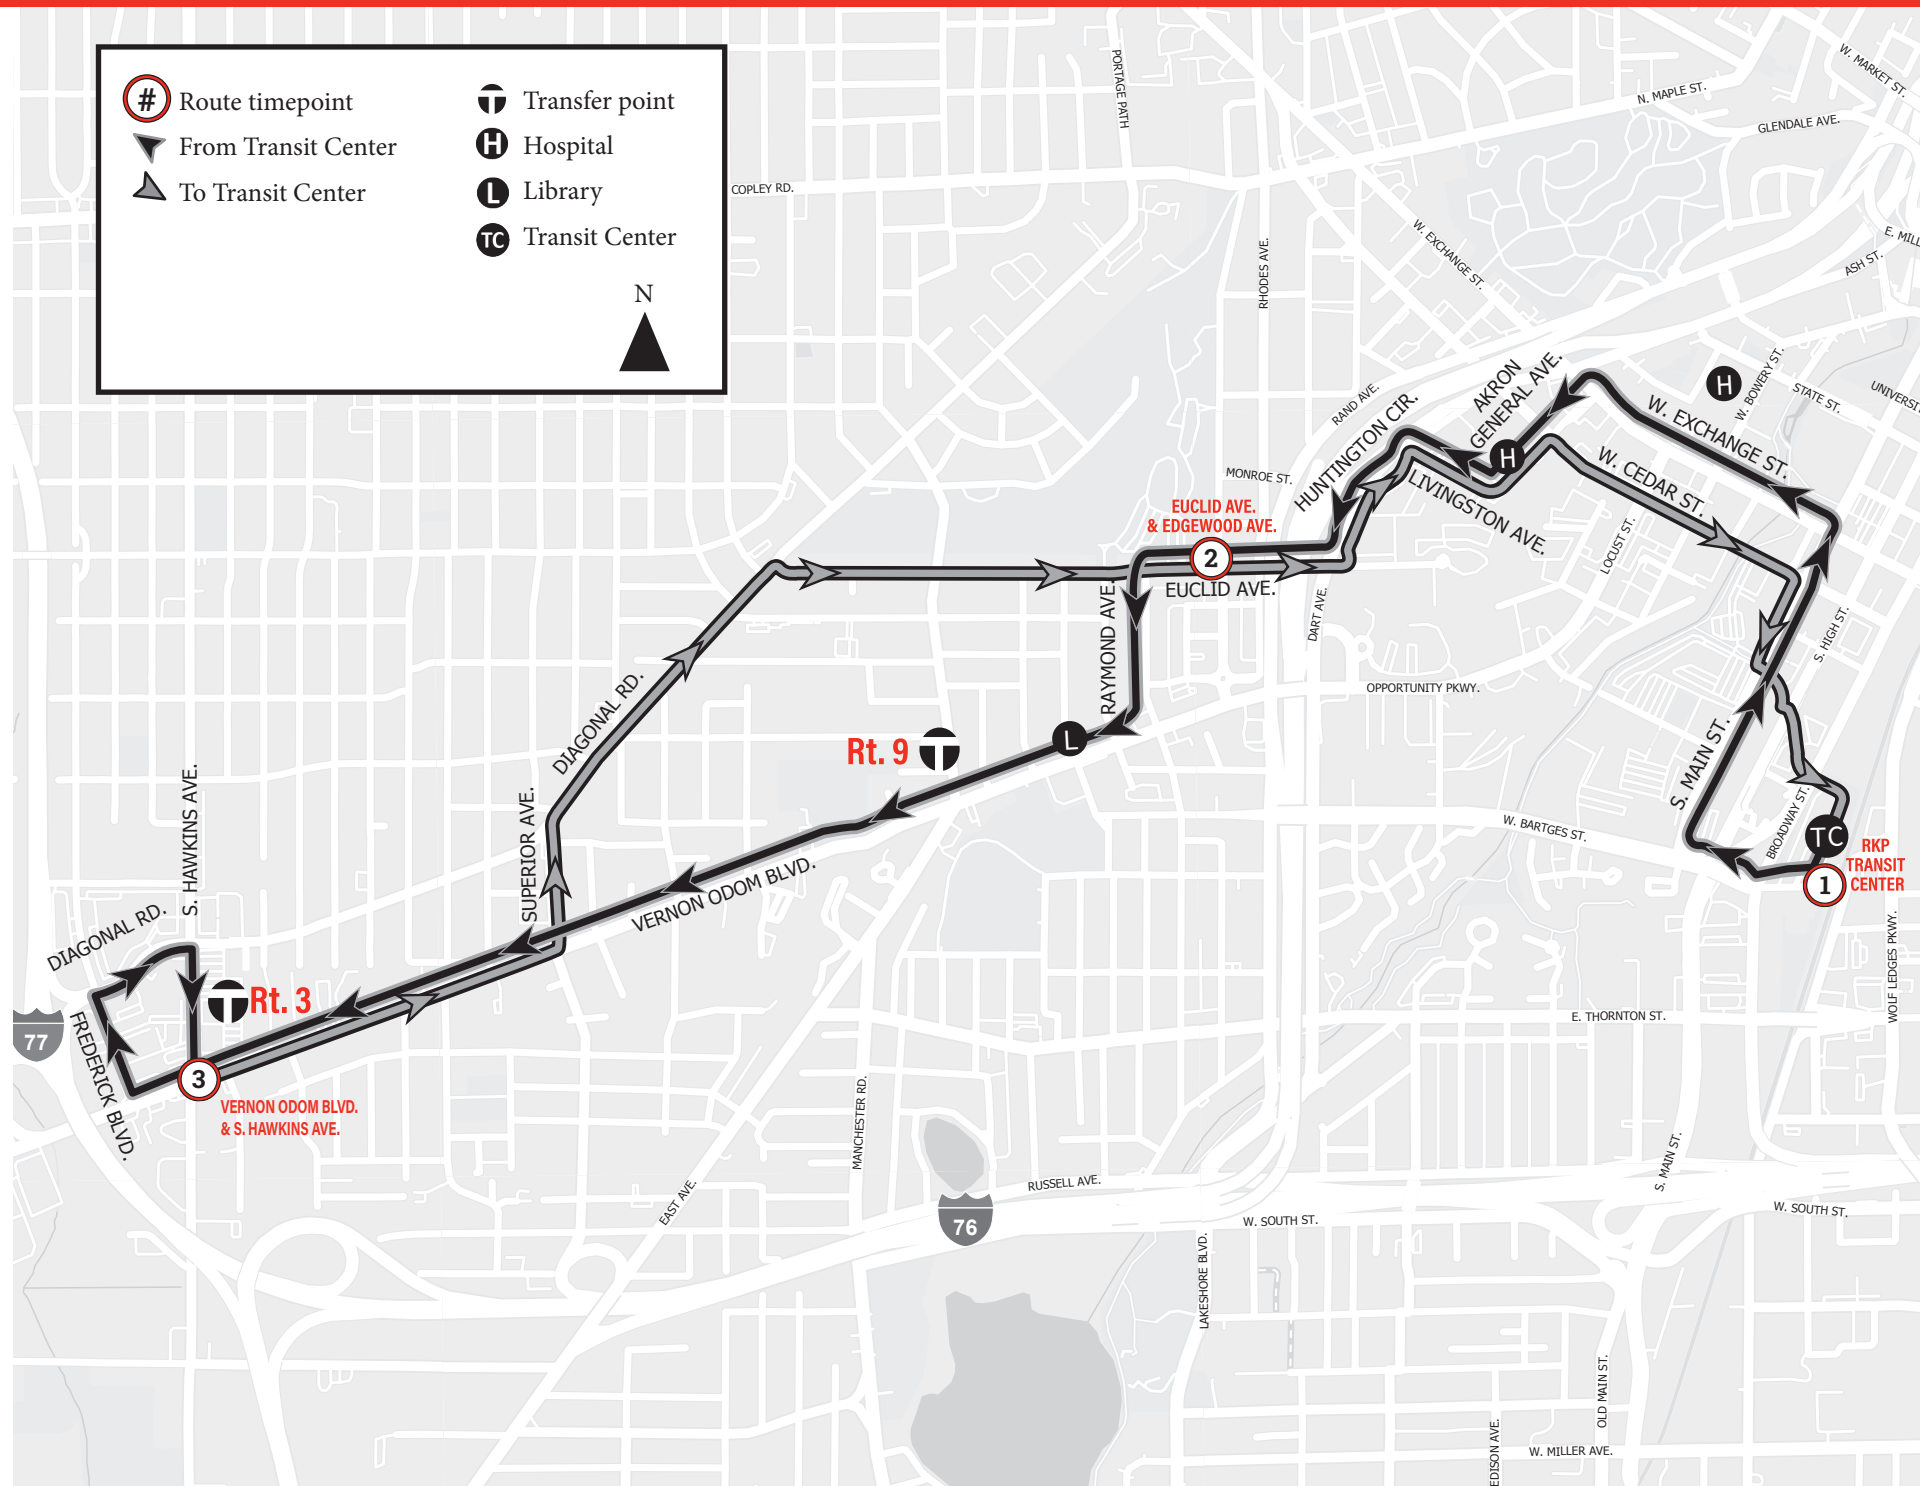 # Route timepoint
From Transit Center
To Transit Center
T Transfer point
H Hospital
L Library
TC Transit Center
N
PORTAGE PATH
COPLEY RD.
N. MAPLE ST.
W. MARKET ST.
GLENDALE AVE.
W. EXCHANGE ST.
RHODES AVE.
E. MILL
ASH ST.
W. BOWERY ST.
STATE ST.
UNIVERSI
H
RAND AVE.
AKRON
GENERAL AVE.
HUNTINGTON CIR.
W. EXCHANGE ST.
H
W. CEDAR ST.
MONROE ST.
LIVINGSTON AVE.
EUCLID AVE.
& EDGEWOOD AVE.
2
EUCLID AVE.
LOCUST ST.
DART AVE.
RAYMOND AVE.
S. HIGH ST.
OPPORTUNITY PKWY.
DIAGONAL RD.
L
Rt. 9 T
S. MAIN ST.
BROADWAY ST.
W. BARTGES ST.
TC
RKP
TRANSIT
CENTER
1
S. HAWKINS AVE.
SUPERIOR AVE.
VERNON ODOM BLVD.
DIAGONAL RD.
T Rt. 3
77
FREDERICK BLVD.
3
VERNON ODOM BLVD.
& S. HAWKINS AVE.
WOLF LEDGES PKWY.
E. THORNTON ST.
MANCHESTER RD.
EAST AVE.
RUSSELL AVE.
76
S. MAIN ST.
W. SOUTH ST.
W. SOUTH ST.
LAKESHORE BLVD.
OLD MAIN ST.
EDISON AVE.
W. MILLER AVE.